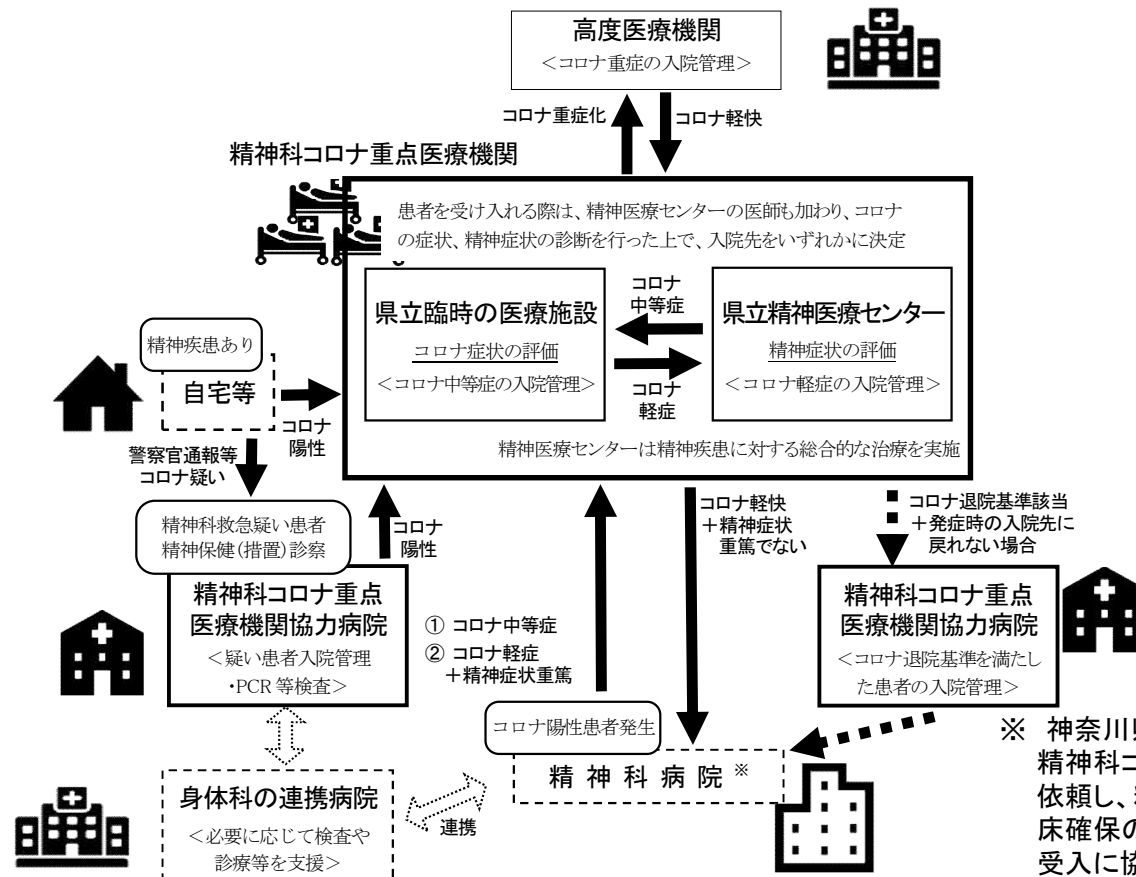 高度医療機関
＜コロナ重症の入院管理＞
コロナ重症化
コロナ軽快
精神科コロナ重点医療機関
患者を受け入れる際は、精神医療センターの医師も加わり、コロナ
の症状、精神症状の診断を行った上で、入院先をいずれかに決定
県立臨時の医療施設
コロナ症状の評価
＜コロナ中等症の入院管理＞
コロナ
中等症
コロナ
軽症
県立精神医療センター
精神症状の評価
＜コロナ軽症の入院管理＞
精神医療センターは精神疾患に対する総合的な治療を実施
精神疾患あり
自宅等
コロナ
陽性
警察官通報等
コロナ疑い
精神科救急疑い患者
精神保健(措置)診察
精神科コロナ重点
医療機関協力病院
＜疑い患者入院管理
・PCR等検査＞
コロナ
陽性
① コロナ中等症
② コロナ軽症
＋精神症状重篤
コロナ軽快
＋精神症状
重篤でない
コロナ退院基準該当
＋発症時の入院先に
戻れない場合
精神科コロナ重点
医療機関協力病院
＜コロナ退院基準を満たし
た患者の入院管理＞
コロナ陽性患者発生
精神科病院※
身体科の連携病院
＜必要に応じて検査や
診療等を支援＞
連携
※ 神奈川県
精神科コ
依頼し、
床確保の
受入に協